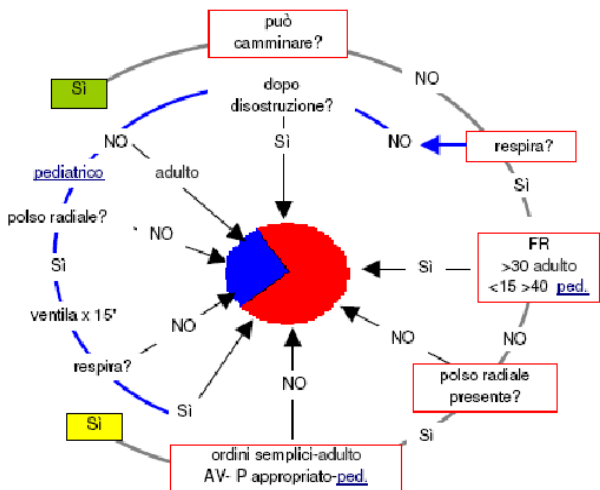 può
camminare?
Sì
NO
dopo
disostruzione?
NO
respira?
Sì
NO
Sì
pediatrico
adulto
polso radiale?
NO
Sì
Sì
FR
>30 adulto
<15 >40 ped.
ventila x 15"
NO
NO
NO
respira?
NO
polso radiale
presente?
Sì
Sì
Sì
ordini semplici-adulto
AV- IP appropriato-ped.